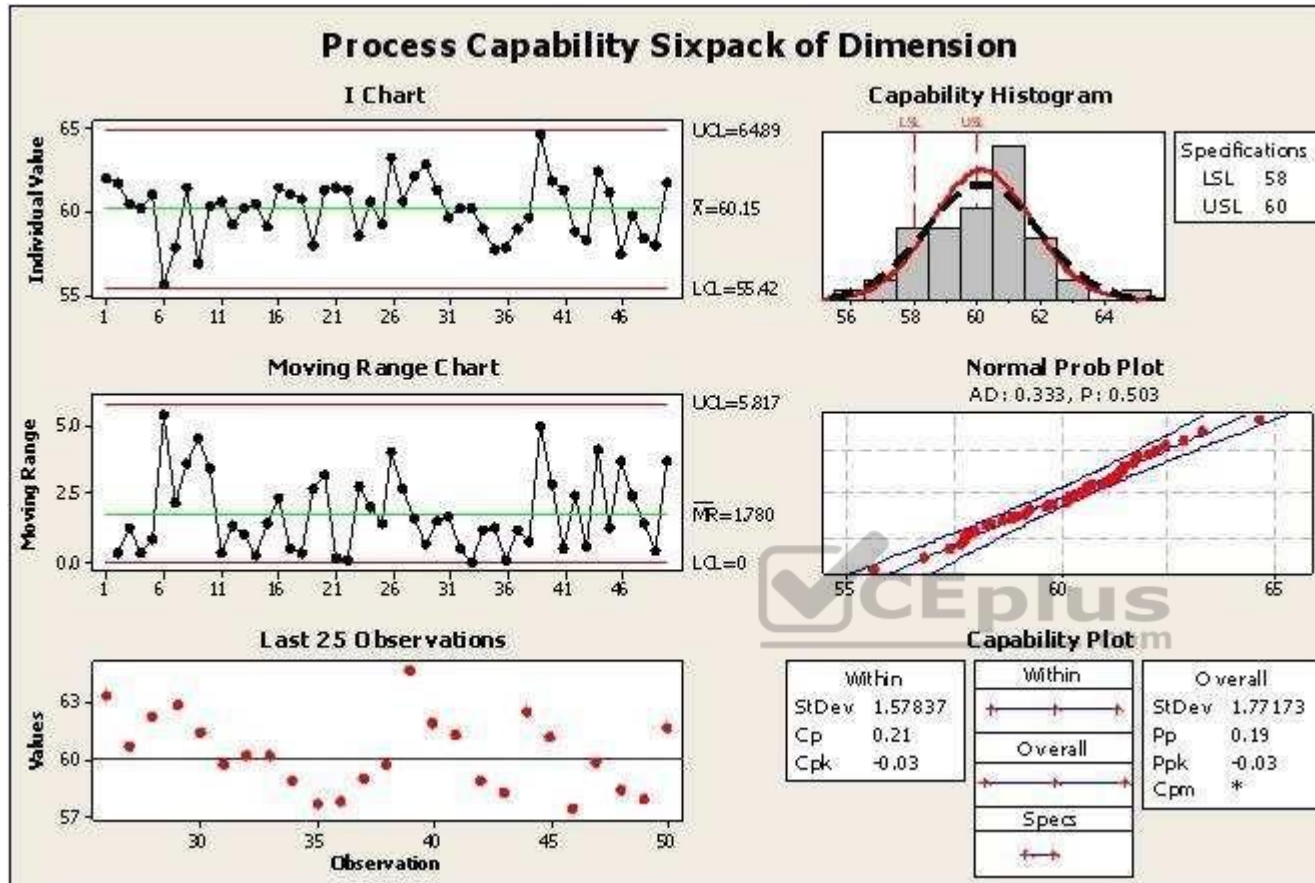 Process Capability Sixpack of Dimension
I Chart
Individual Value
65
60
55
1 6 11 16 21 26 31 36 41 46
UCL=64.89
X=60.15
LCL=55.42
Capability Histogram
LSL USL
56 58 60 62 64
Specifications
LSL 58
USL 60
Moving Range Chart
Moving Range
5.0
2.5
0.0
1 6 11 16 21 26 31 36 41 46
UCL=5.817
MR=1.780
LCL=0
Normal Prob Plot
AD: 0.333, P: 0.503
55 60 65
CEplus
.com
Last 25 Observations
Values
63
60
57
30 35 40 45 50
Observation
Capability Plot
Within
StDev 1.57837
Cp 0.21
Cpk -0.03
Within
Overall
Specs
Overall
StDev 1.77173
Pp 0.19
Ppk -0.03
Cpm *